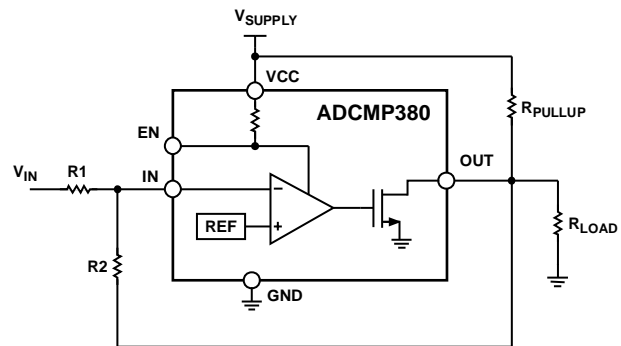 VSUPPLY
VCC
ADCMP380
RPULLUP
EN
OUT
VIN
R1
IN
−
REF
+
RLOAD
R2
GND